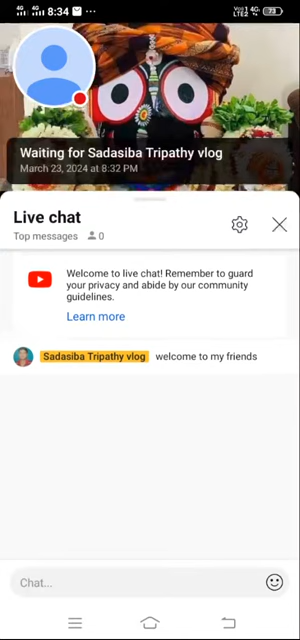 4G 4G 8:34 VoLTE2 4G 73
Waiting for Sadasiba Tripathy vlog
March 23, 2024 at 8:32 PM
Live chat
Top messages 0
Welcome to live chat! Remember to guard
your privacy and abide by our community
guidelines.
Learn more
Sadasiba Tripathy vlog welcome to my friends
Chat...